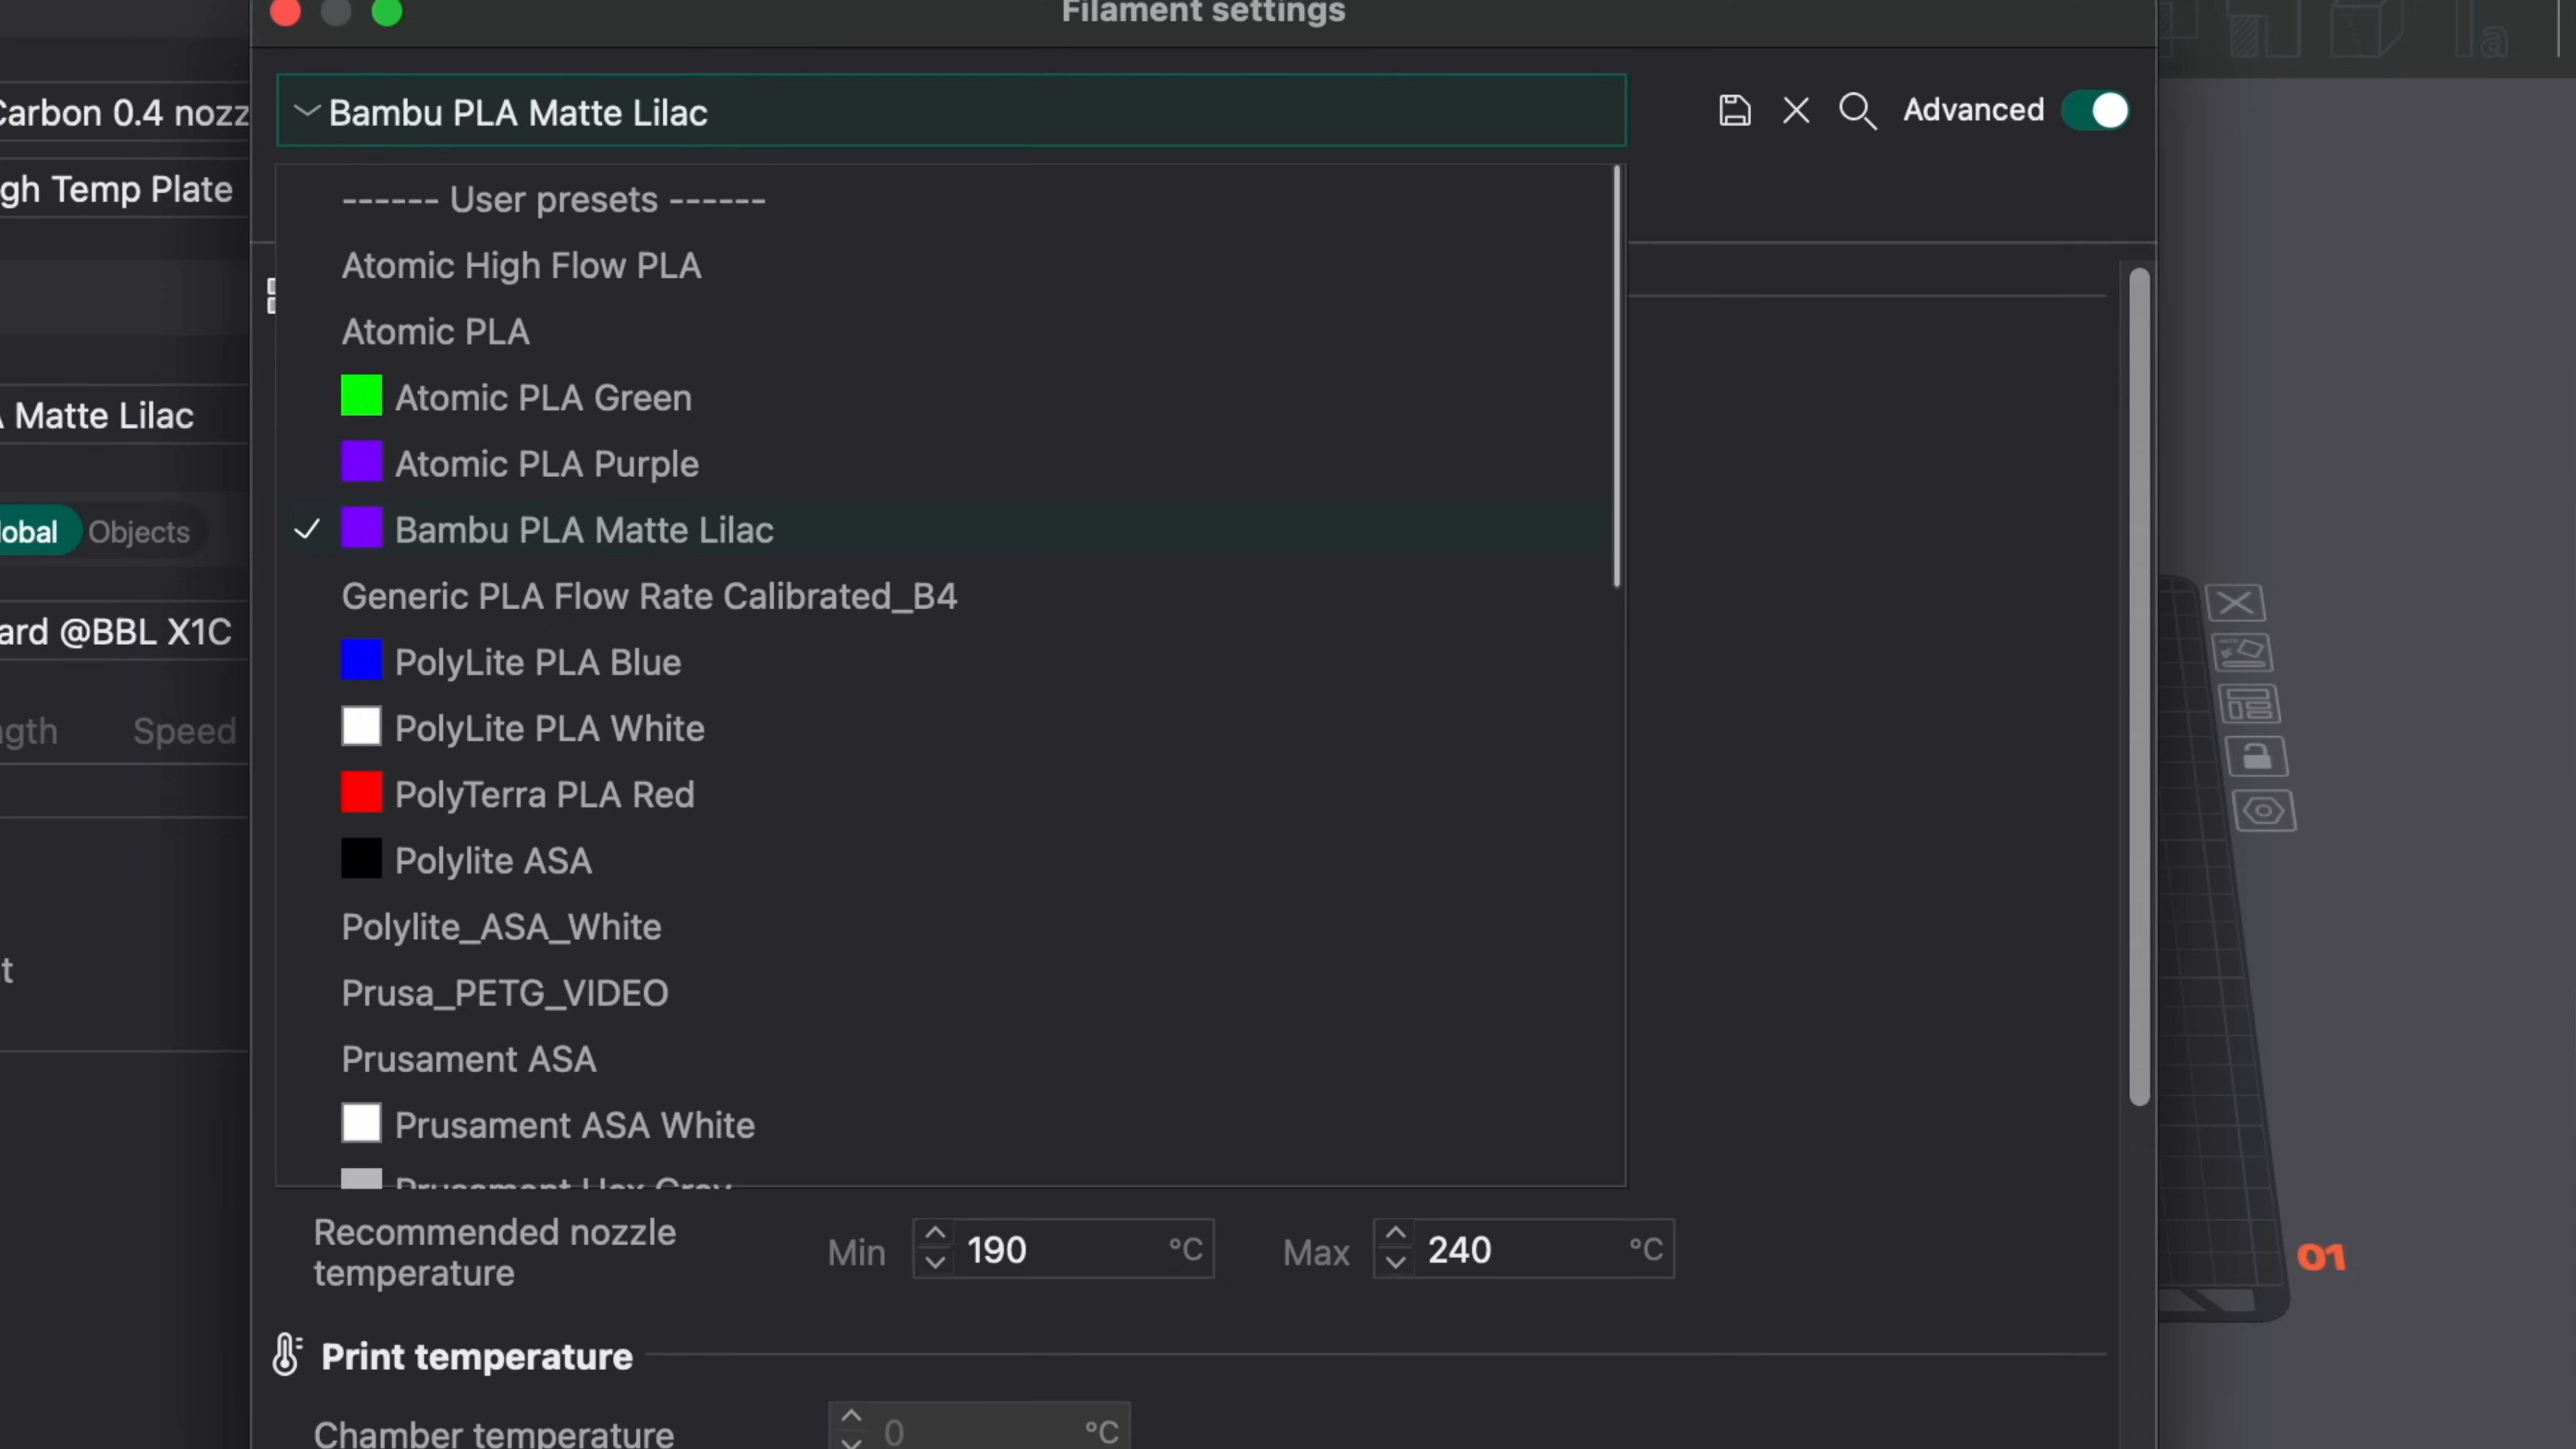 Filament settings
Carbon 0.4 nozz
gh Temp Plate
Matte Lilac
lobal
Objects
ard @BBL X1C
ngth
Speed
t
Bambu PLA Matte Lilac
Advanced
------ User presets ------
Atomic High Flow PLA
Atomic PLA
Atomic PLA Green
Atomic PLA Purple
Bambu PLA Matte Lilac
Generic PLA Flow Rate Calibrated_B4
PolyLite PLA Blue
PolyLite PLA White
PolyTerra PLA Red
Polylite ASA
Polylite_ASA_White
Prusa_PETG_VIDEO
Prusament ASA
Prusament ASA White
Recommended nozzle
temperature
Min
190
°C
Max
240
°C
Print temperature
Chamber temperature
0
°C
01